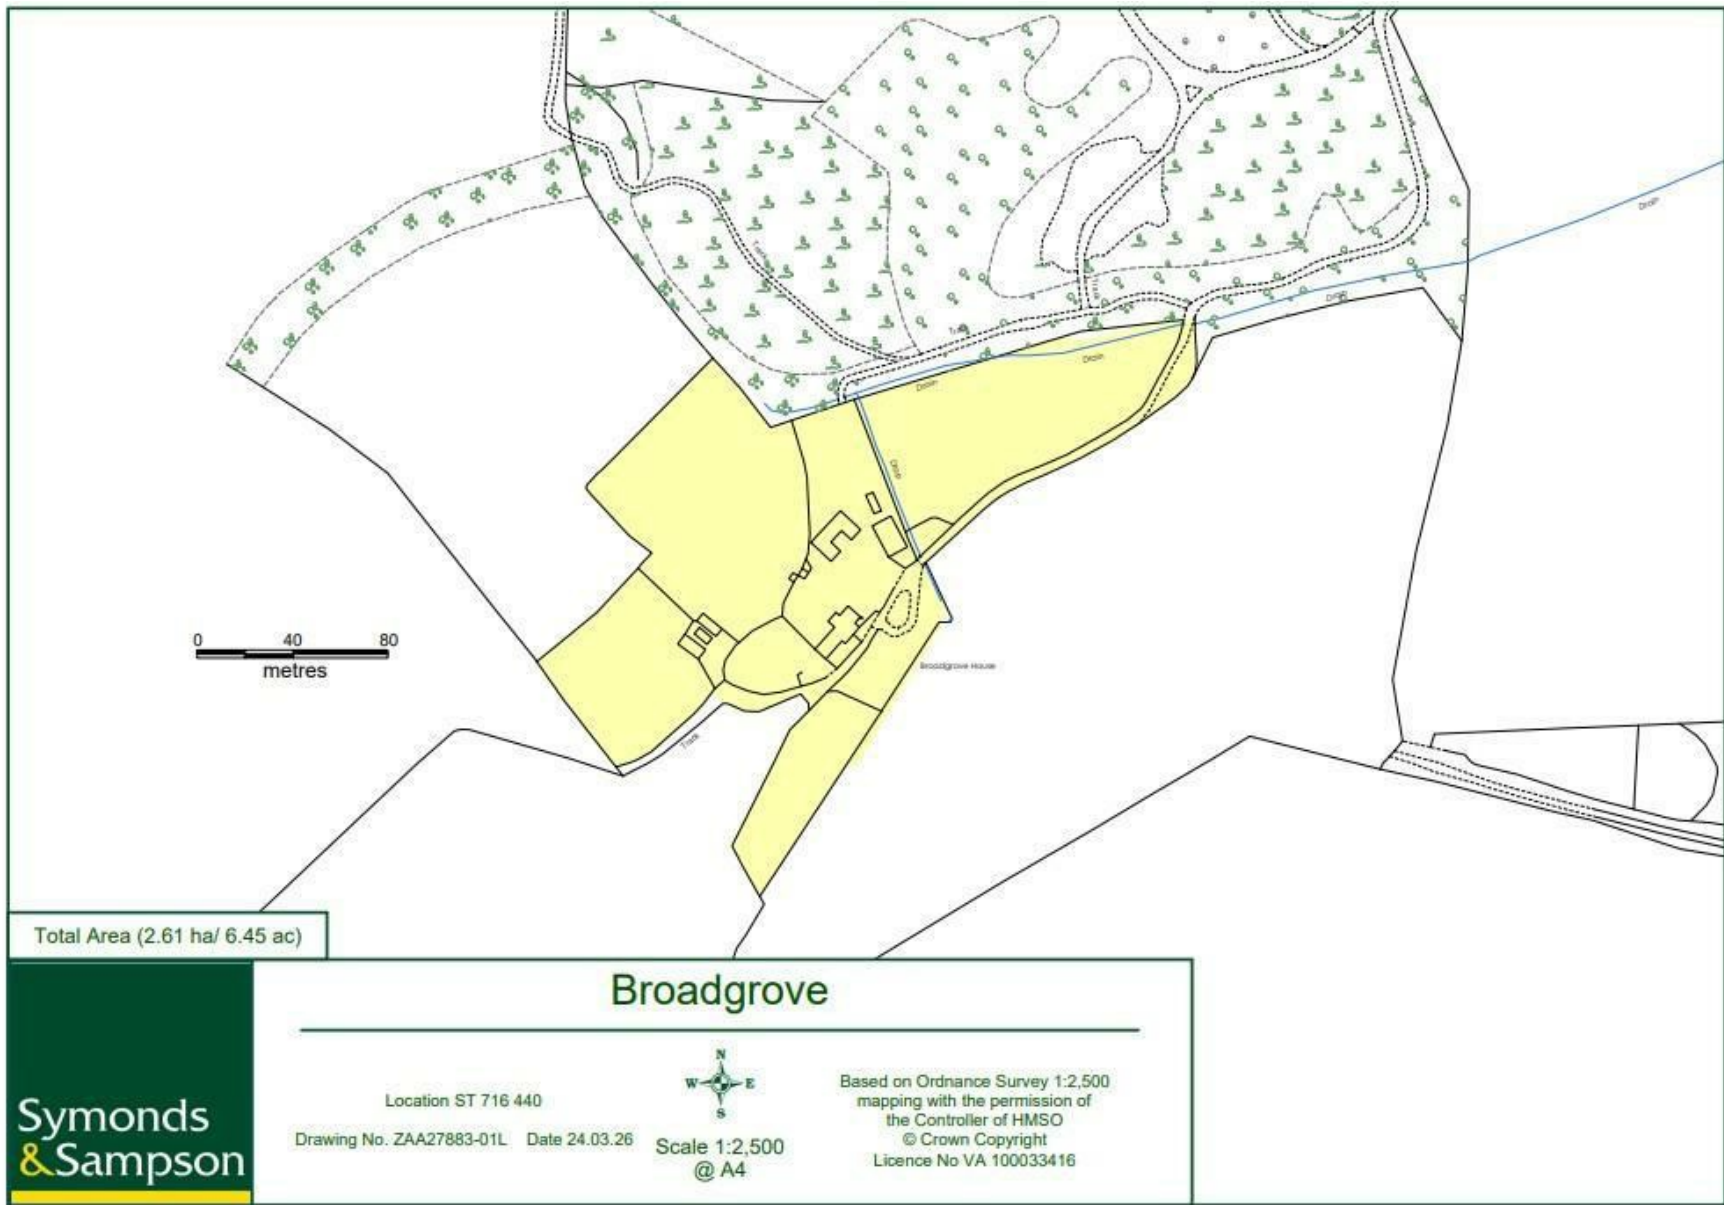 Track
Drain
Drain
Track
Track
Drain
Drain
Drain
0 40 80
metres
Broadgrove House
Track
Total Area (2.61 ha/ 6.45 ac)
Broadgrove
Symonds
&Sampson
Location ST 716 440
Drawing No. ZAA27883-01L Date 24.03.26
N
W E
S
Scale 1:2,500
@ A4
Based on Ordnance Survey 1:2,500
mapping with the permission of
the Controller of HMSO
© Crown Copyright
Licence No VA 100033416